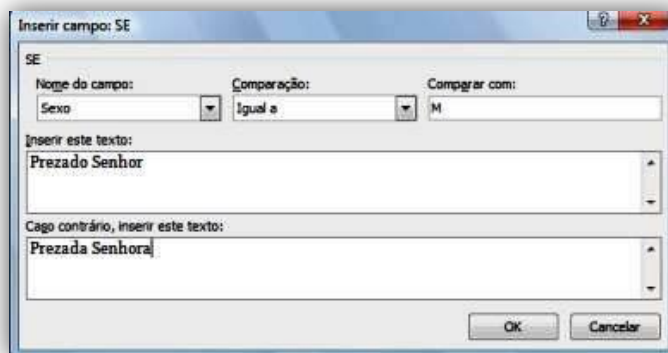 Inserir campo: SE
SE
Nome do campo:
Comparação:
Comparar com:
Sexo
Igual a
M
Inserir este texto:
Prezado Senhor
Caso contrário, inserir este texto:
Prezada Senhora
OK
Cancelar